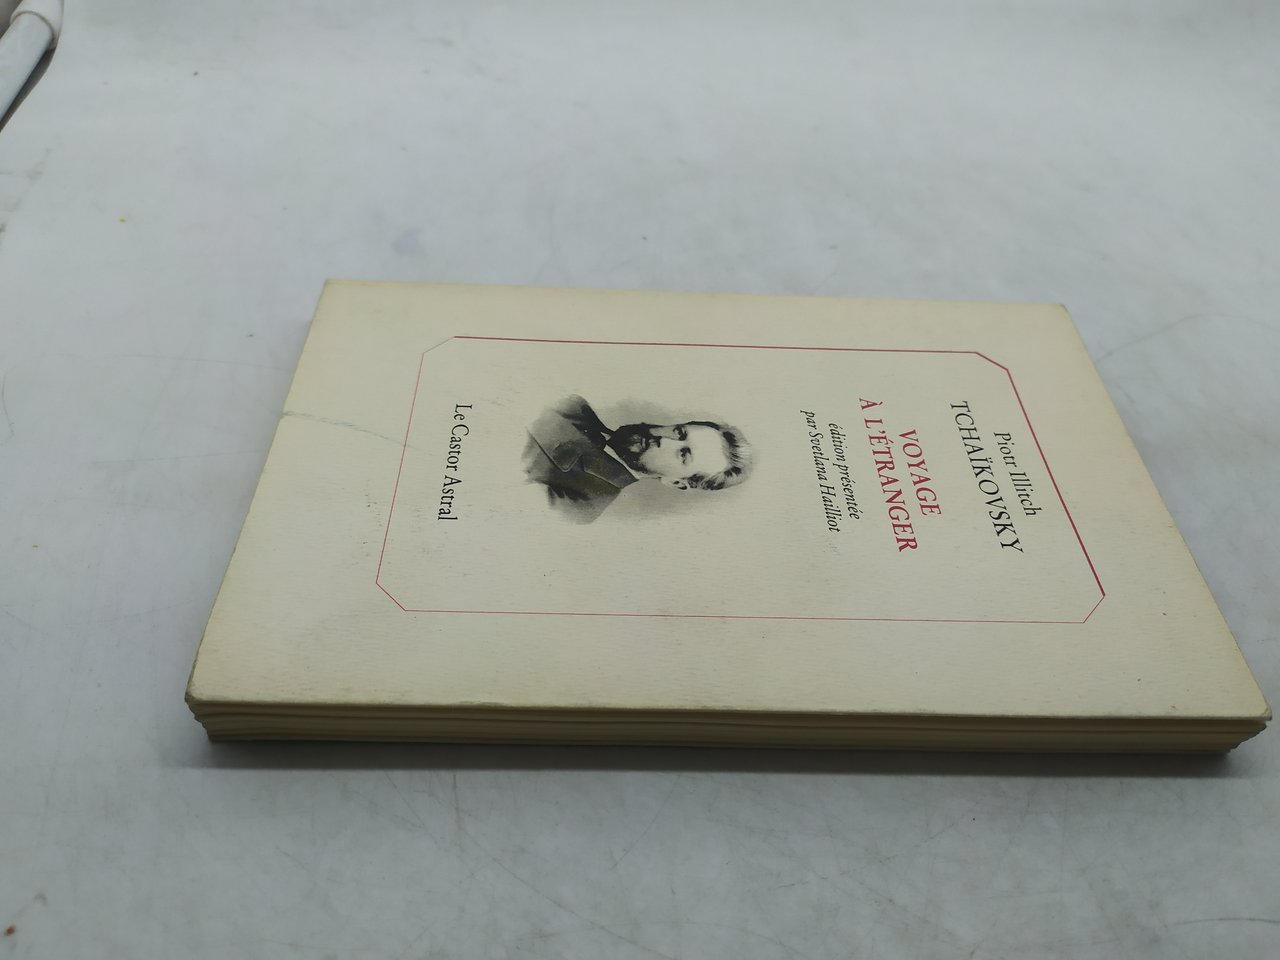 Piotr Illitch
TCHAÏKOVSKY
VOYAGE
À L'ÉTRANGER
édition présentée
par Svetlana Hailliot
Le Castor Astral